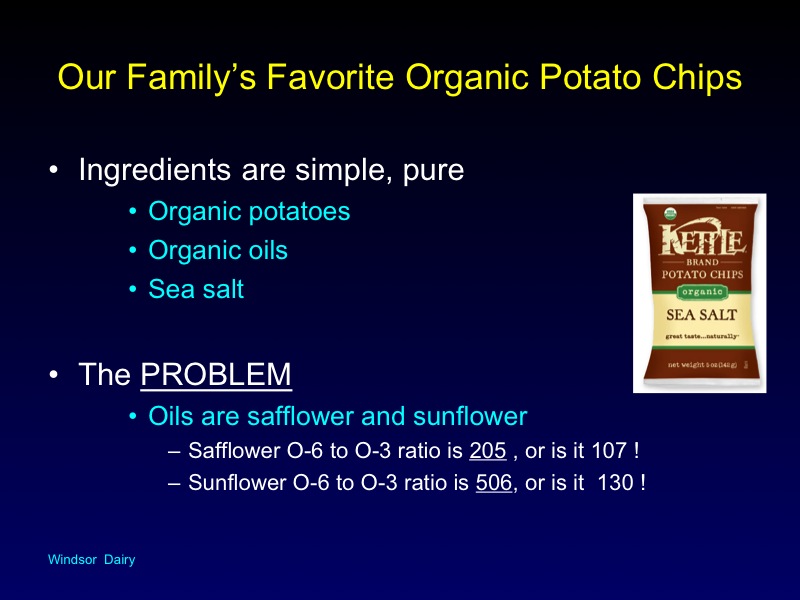 Our Family’s Favorite Organic Potato Chips
• Ingredients are simple, pure
• Organic potatoes
• Organic oils
• Sea salt
KETTLE
BRAND
POTATO CHIPS
organic
SEA SALT
great taste...naturally™
net weight 5 oz (142 g)
• The PROBLEM
• Oils are safflower and sunflower
– Safflower O-6 to O-3 ratio is 205 , or is it 107 !
– Sunflower O-6 to O-3 ratio is 506, or is it  130 !
Windsor  Dairy